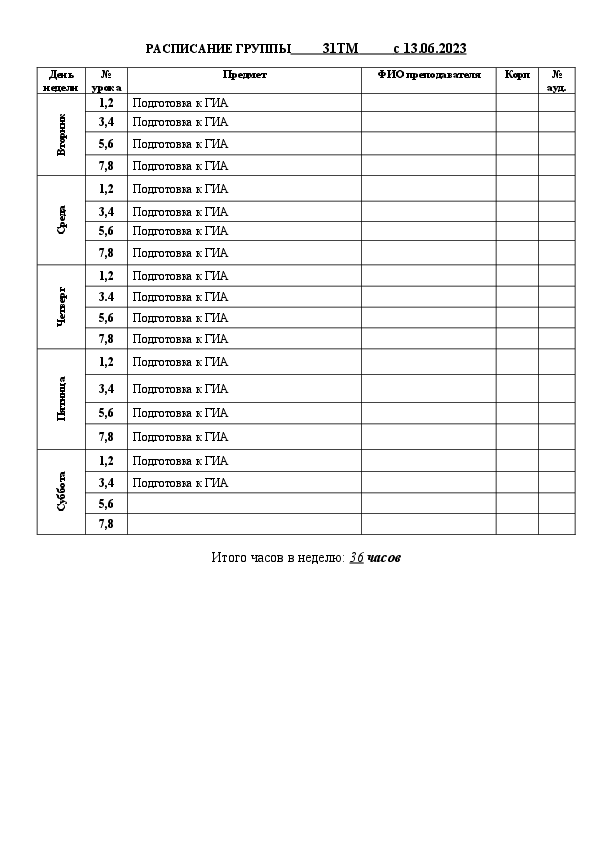 РАСПИСАНИЕ ГРУППЫ 31ТМ с 13.06.2023
День недели № урока Предмет ФИО преподавателя Корп № ауд.
Вторник
1,2 Подготовка к ГИА
3,4 Подготовка к ГИА
5,6 Подготовка к ГИА
7,8 Подготовка к ГИА
Среда
1,2 Подготовка к ГИА
3,4 Подготовка к ГИА
5,6 Подготовка к ГИА
7,8 Подготовка к ГИА
Четверг
1,2 Подготовка к ГИА
3.4 Подготовка к ГИА
5,6 Подготовка к ГИА
7,8 Подготовка к ГИА
Пятница
1,2 Подготовка к ГИА
3,4 Подготовка к ГИА
5,6 Подготовка к ГИА
7,8 Подготовка к ГИА
Суббота
1,2 Подготовка к ГИА
3,4 Подготовка к ГИА
5,6
7,8
Итого часов в неделю: 36 часов